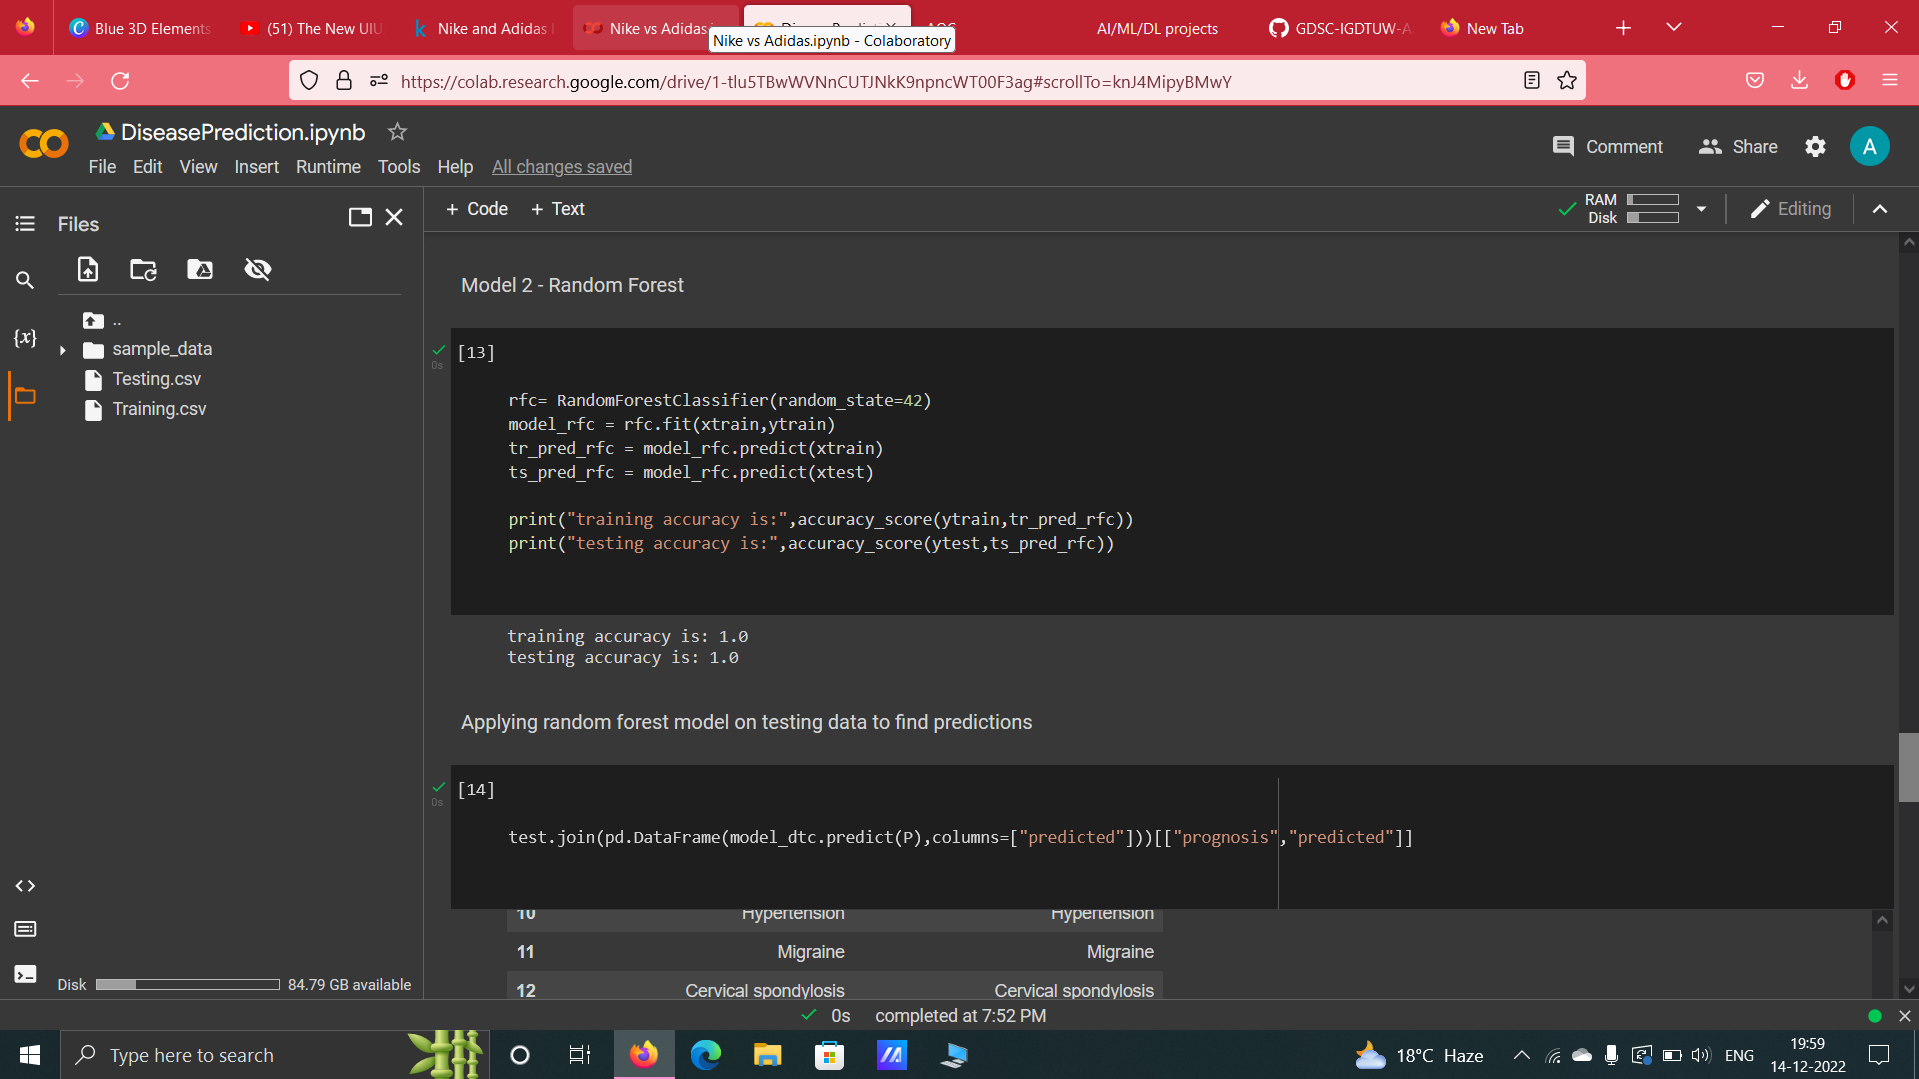 Blue 3D Elements
(51) The New UIU
Nike and Adidas
Nike vs Adidas.i
AI/ML/DL projects
GDSC-IGDTUW-A
New Tab
Nike vs Adidas.ipynb - Colaboratory
https://colab.research.google.com/drive/1-tlu5TBwWVNnCUTJNkK9npncWT00F3ag#scrollTo=knJ4MipyBMwY
DiseasePrediction.ipynb
File Edit View Insert Runtime Tools Help All changes saved
Comment Share A
Files
+ Code + Text
RAM
Disk
Editing
..
sample_data
Testing.csv
Training.csv
Disk 84.79 GB available
Model 2 - Random Forest
[13]
0s
rfc= RandomForestClassifier(random_state=42)
model_rfc = rfc.fit(xtrain,ytrain)
tr_pred_rfc = model_rfc.predict(xtrain)
ts_pred_rfc = model_rfc.predict(xtest)
print("training accuracy is:",accuracy_score(ytrain,tr_pred_rfc))
print("testing accuracy is:",accuracy_score(ytest,ts_pred_rfc))
training accuracy is: 1.0
testing accuracy is: 1.0
Applying random forest model on testing data to find predictions
[14]
0s
test.join(pd.DataFrame(model_dtc.predict(P),columns=["predicted"]))[["prognosis","predicted"]]
10 Hypertension Hypertension
11 Migraine Migraine
12 Cervical spondylosis Cervical spondylosis
0s completed at 7:52 PM
Type here to search
18°C Haze
ENG
19:59
14-12-2022